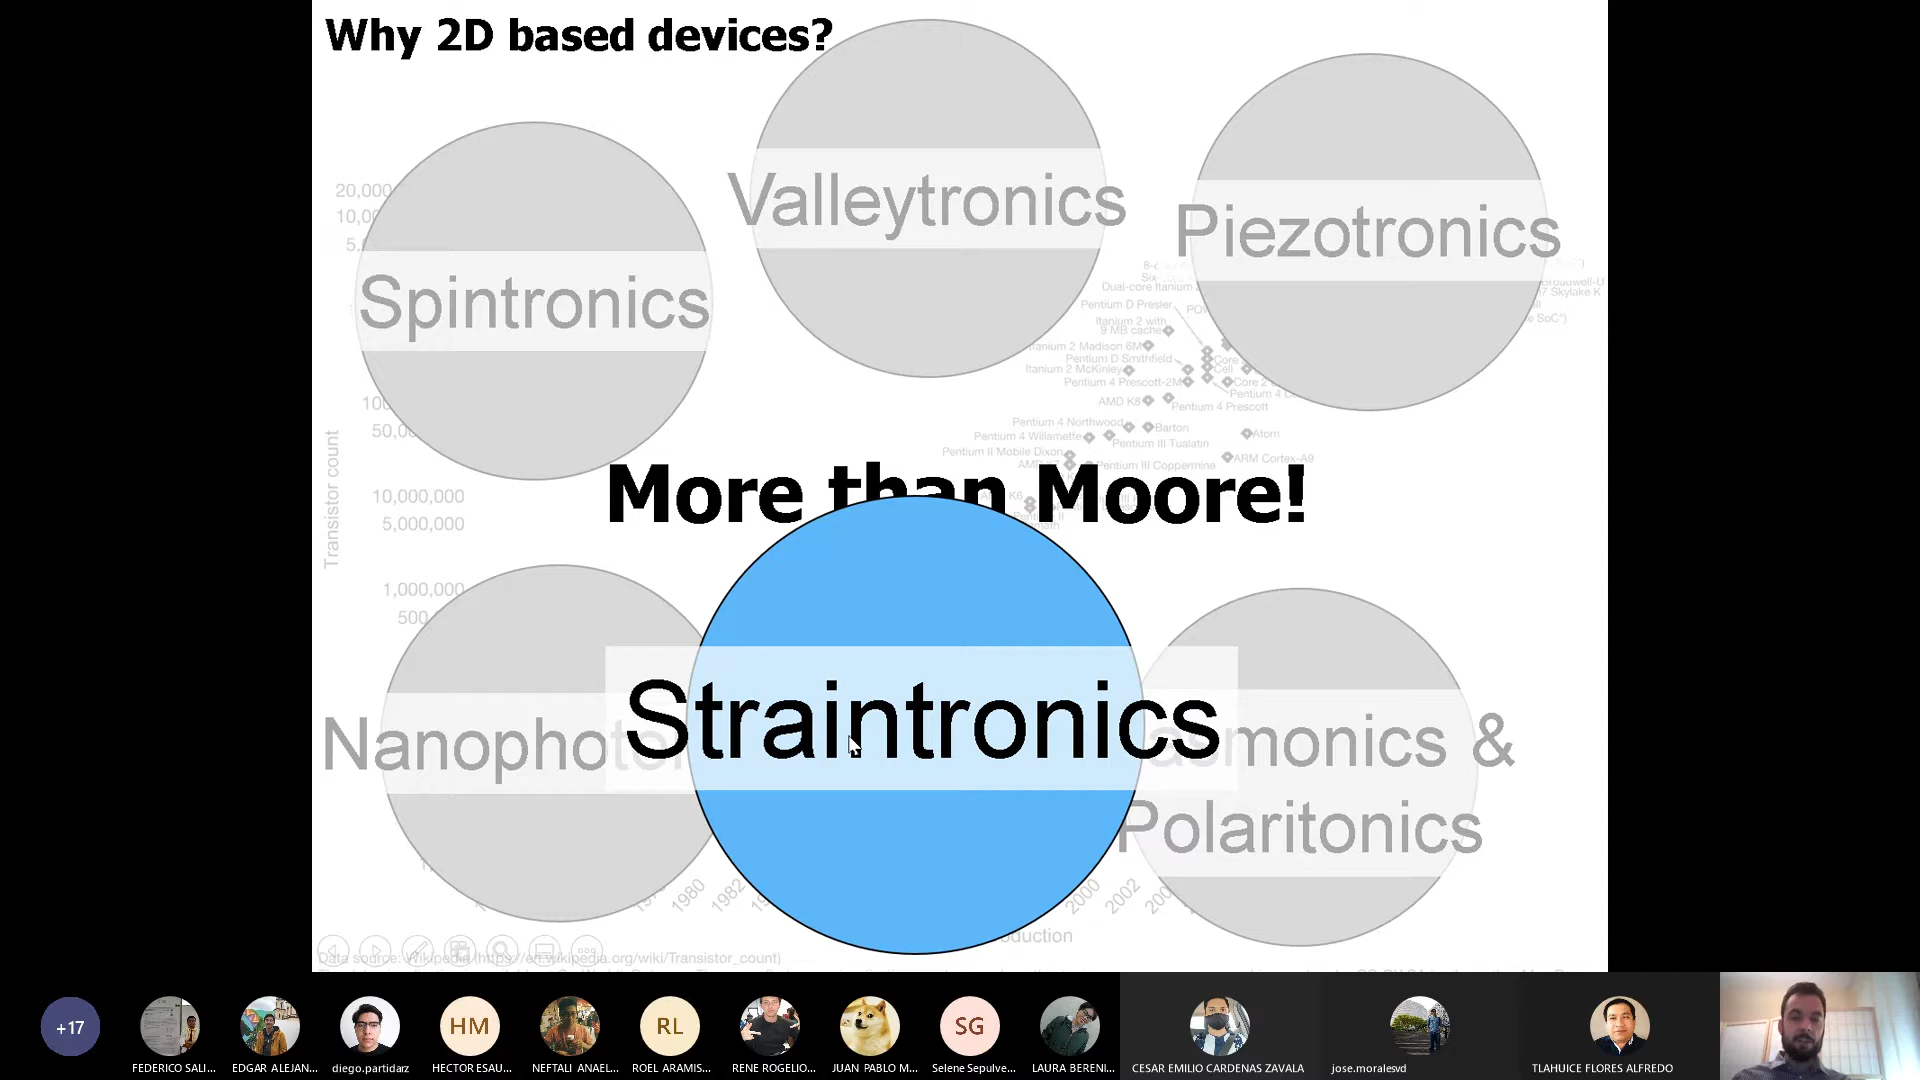 Why 2D based devices?
Valleytronics
Piezotronics
Spintronics
20,000
10,00
5.
100
50,0
10,000,000
5,000,000
1,000,000
500
Transistor count
Dual-core Itanium
Pentium D Presler
Itanium 2 with
9 MB cache
Itanium 2 Madison 6M
Pentium D Smithfield
Itanium 2 McKinley
Pentium 4 Prescott-2M
Core
Cell
Core 2
AMD K8
Pentium 4 Prescott
Pentium 4 Northwood
Barton
Pentium 4 Willamette
Pentium III Tualatin
Atom
Pentium II Mobile Dixon
Pentium III Coppermine
ARM Cortex-A9
Broadwell-U
i7 Skylake K
More than Moore!
Straintronics
Nanophoto
smonics &
Polaritonics
1980
1982
2000
2002
duction
Data source: Wikipedia (https://en.wikipedia.org/wiki/Transistor_count)
+17
HM
RL
SG
FEDERICO SALI...
EDGAR ALEJAN...
diego.partidarz
HECTOR ESAU...
NEFTALI ANAEL...
ROEL ARAMIS...
RENE ROGELIO...
JUAN PABLO M...
Selene Sepulve...
LAURA BERENI...
CESAR EMILIO CARDENAS ZAVALA
jose.moralesvd
TLAHUICE FLORES ALFREDO